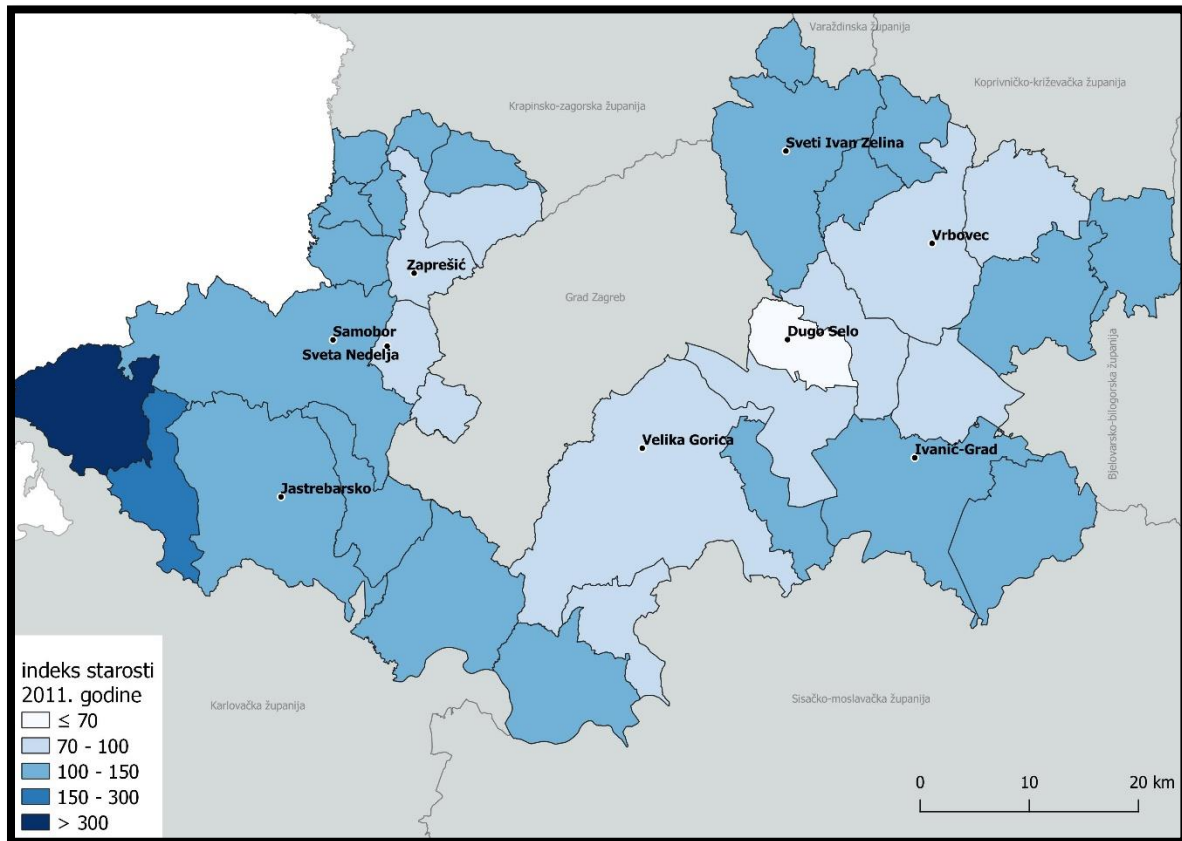 Varaždinska županija
Koprivničko-križevačka županija
Krapinsko-zagorska županija
Sveti Ivan Zelina
Vrbovec
Zaprešić
Grad Zagreb
Samobor
Dugo Selo
Sveta Nedelja
Bjelovarsko-bilogorska županija
Velika Gorica
Ivanić-Grad
Jastrebarsko
Karlovačka županija
Sisačko-moslavačka županija
indeks starosti
2011. godine
≤ 70
70 - 100
100 - 150
150 - 300
> 300
0 10 20 km